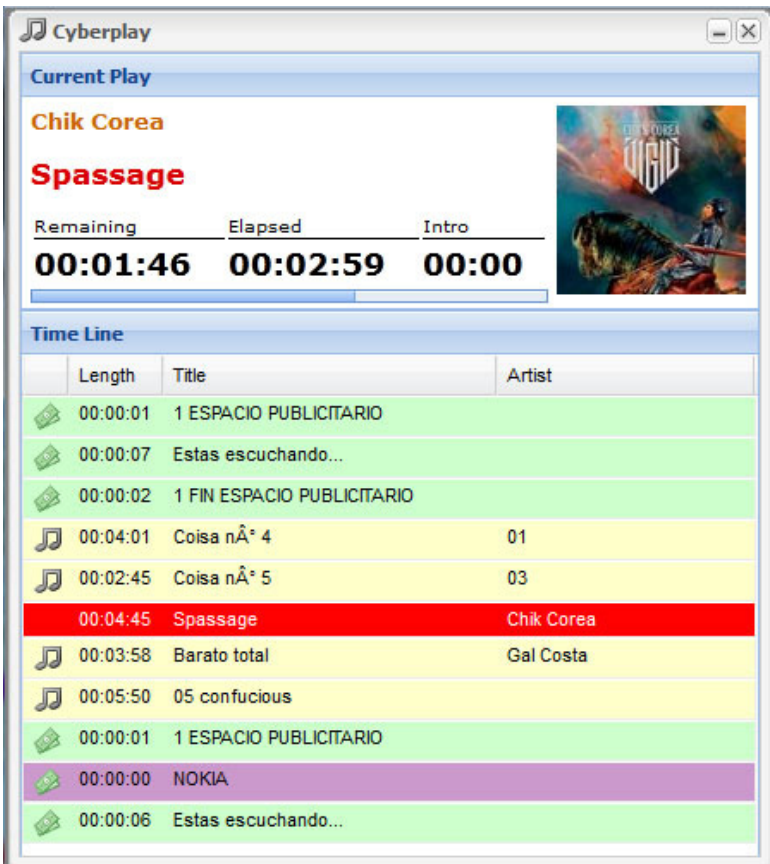 Cyberplay
Current Play
Chik Corea
Spassage
Remaining Elapsed Intro
00:01:46 00:02:59 00:00
CHICK COREA
VIGILETTE
Time Line
Length Title Artist
00:00:01 1 ESPACIO PUBLICITARIO
00:00:07 Estas escuchando...
00:00:02 1 FIN ESPACIO PUBLICITARIO
00:04:01 Coisa nÂ° 4 01
00:02:45 Coisa nÂ° 5 03
00:04:45 Spassage Chik Corea
00:03:58 Barato total Gal Costa
00:05:50 05 confucious
00:00:01 1 ESPACIO PUBLICITARIO
00:00:00 NOKIA
00:00:06 Estas escuchando...